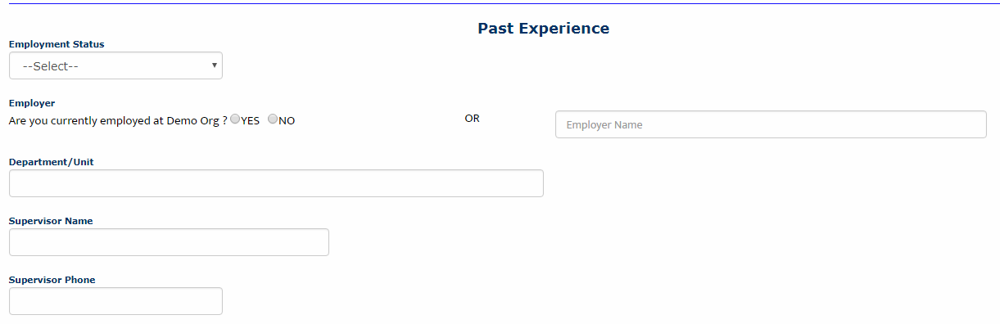 Past Experience
Employment Status
--Select--
Employer
Are you currently employed at Demo Org ? YES NO OR Employer Name
Department/Unit
Supervisor Name
Supervisor Phone